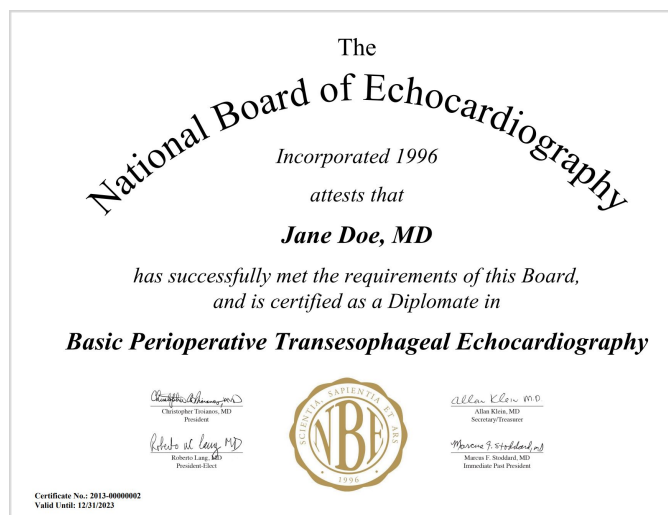 The
National Board of Echocardiography
Incorporated 1996
attests that
Jane Doe, MD
has successfully met the requirements of this Board,
and is certified as a Diplomate in
Basic Perioperative Transesophageal Echocardiography
Christopher Troianos, MD
President
Roberto Lang, MD
President-Elect
SCIENTIA, SAPIENTIA ET ARS
NBE
1996
Allan Klein M.D.
Allan Klein, MD
Secretary/Treasurer
Marcus F. Stoddard, MD
Immediate Past President
Certificate No.: 2013-00000002
Valid Until: 12/31/2023